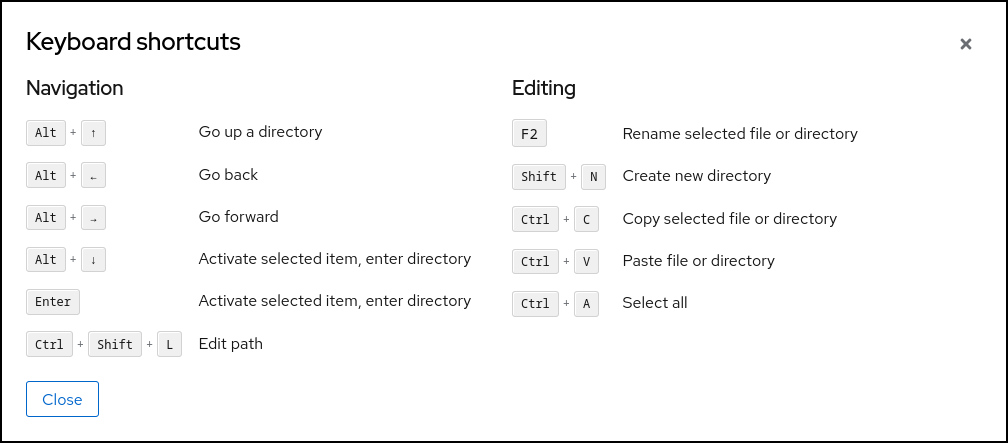 Keyboard shortcuts
×
Navigation
Alt + ↑ Go up a directory
Alt + ← Go back
Alt + → Go forward
Alt + ↓ Activate selected item, enter directory
Enter Activate selected item, enter directory
Ctrl + Shift + L Edit path
Editing
F2 Rename selected file or directory
Shift + N Create new directory
Ctrl + C Copy selected file or directory
Ctrl + V Paste file or directory
Ctrl + A Select all
Close